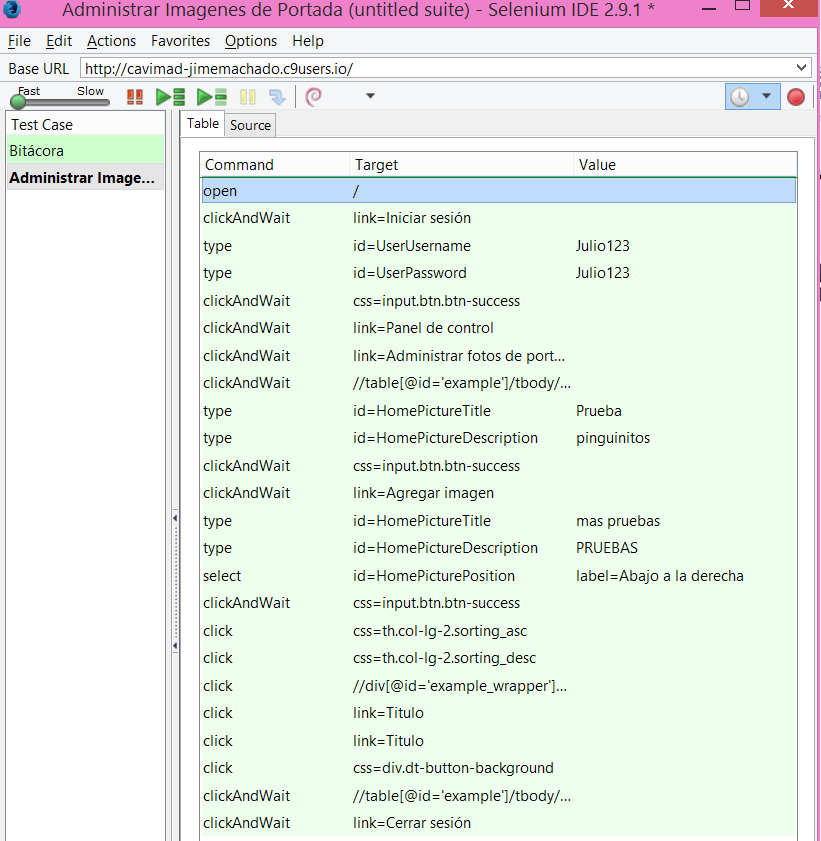 Administrar Imagenes de Portada (untitled suite) - Selenium IDE 2.9.1 *
File Edit Actions Favorites Options Help
Base URL http://cavimad-jimemachado.c9users.io/
Fast Slow
Test Case
Bitácora
Administrar Image...
Table Source
Command Target Value
open /
clickAndWait link=Iniciar sesión
type id=UserUsername Julio123
type id=UserPassword Julio123
clickAndWait css=input.btn.btn-success
clickAndWait link=Panel de control
clickAndWait link=Administrar fotos de port...
clickAndWait //table[@id='example']/tbody/...
type id=HomePictureTitle Prueba
type id=HomePictureDescription pinguinitos
clickAndWait css=input.btn.btn-success
clickAndWait link=Agregar imagen
type id=HomePictureTitle mas pruebas
type id=HomePictureDescription PRUEBAS
select id=HomePicturePosition label=Abajo a la derecha
clickAndWait css=input.btn.btn-success
click css=th.col-lg-2.sorting_asc
click css=th.col-lg-2.sorting_desc
click //div[@id='example_wrapper']...
click link=Titulo
click link=Titulo
click css=div.dt-button-background
clickAndWait //table[@id='example']/tbody/...
clickAndWait link=Cerrar sesión